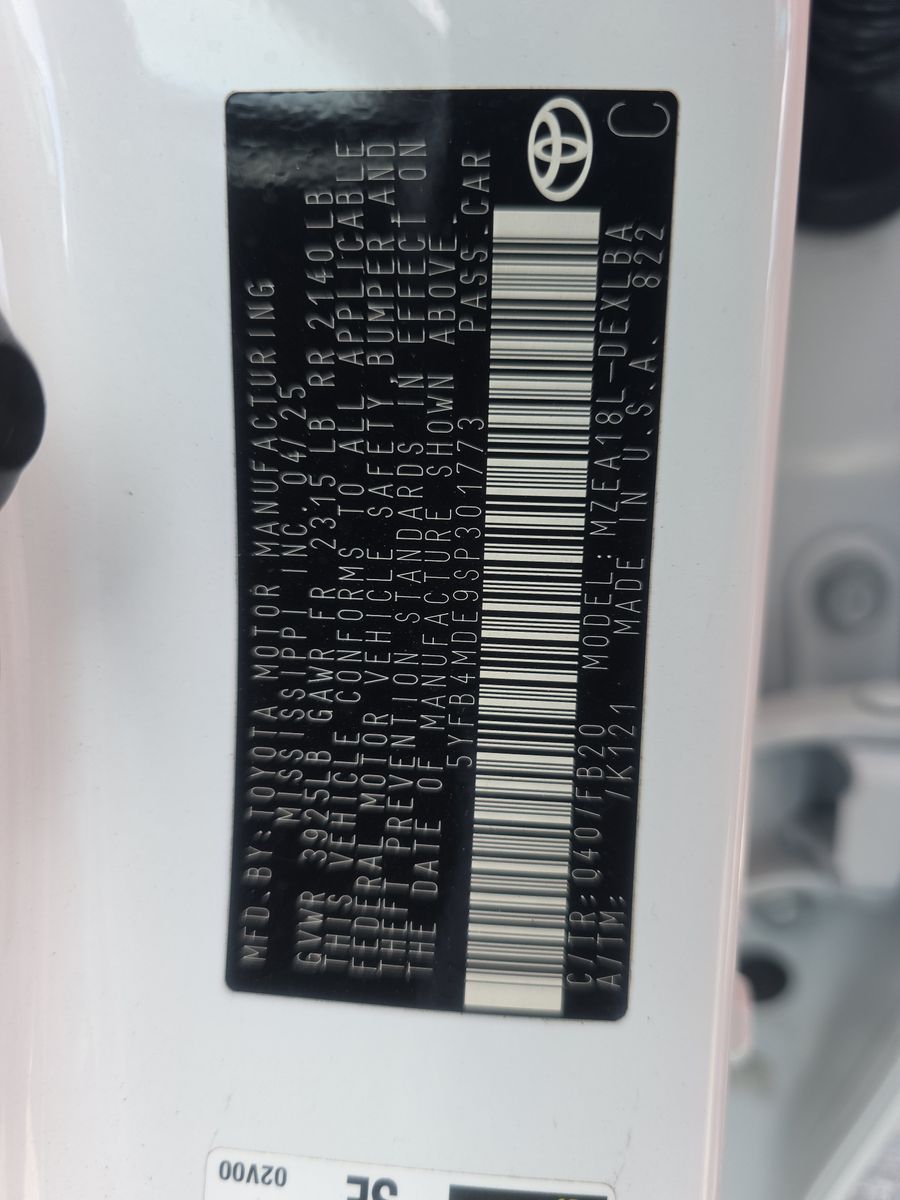 MFD.BY:TOYOTA MOTOR MANUFACTURING
MISSISSIPPI INC. 04/25
GVWR 3925LB GAWR FR 2315 LB RR 2140LB
THIS VEHICLE CONFORMS TO ALL APPLICABLE
FEDERAL MOTOR VEHICLE SAFETY, BUMPER AND
THEFT PREVENTION STANDARDS IN EFFECT ON
THE DATE OF MANUFACTURE SHOWN ABOVE.
5YFB4MDE9SP301773 PASS.CAR
C/TR:0407/FB20 MODEL:MZEA18L-DEXLBA
A/TM: /K121 MADE IN U.S.A. 822
C
02V00